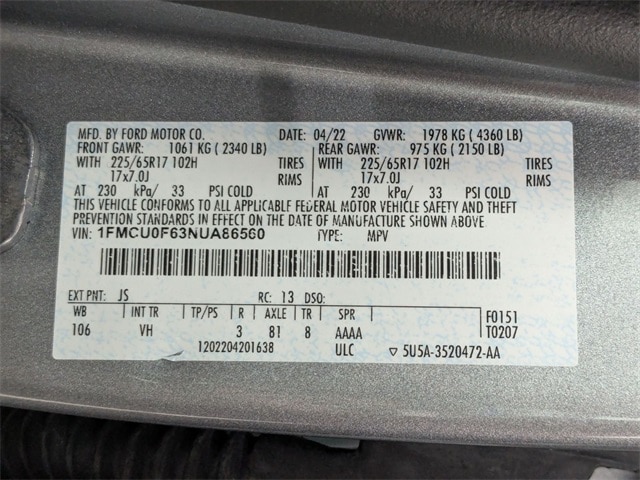 MFD. BY FORD MOTOR CO. DATE: 04/22 GVWR: 1978 KG ( 4360 LB)
FRONT GAWR: 1061 KG ( 2340 LB) REAR GAWR: 975 KG ( 2150 LB)
WITH 225/65R17 102H TIRES WITH 225/65R17 102H TIRES
17x7.0J RIMS 17x7.0J RIMS
AT 230 kPa/ 33 PSI COLD AT 230 kPa/ 33 PSI COLD
THIS VEHICLE CONFORMS TO ALL APPLICABLE FEDERAL MOTOR VEHICLE SAFETY AND THEFT
PREVENTION STANDARDS IN EFFECT ON THE DATE OF MANUFACTURE SHOWN ABOVE.
VIN: 1FMCU0F63NUA86560 TYPE: MPV
EXT PNT: JS RC: 13 DSO:
WB INT TR TP/PS R AXLE TR SPR F0151
106 VH 3 81 8 AAAA T0207
1202204201638 ULC ▽ 5U5A-3520472-AA